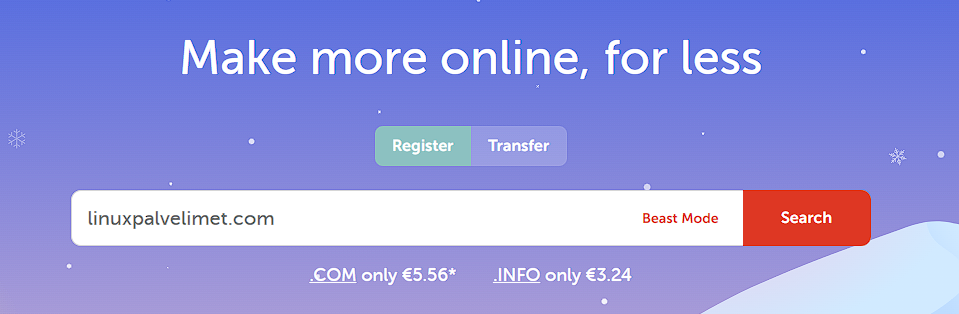 Make more online, for less
Register Transfer
linuxpalvelimet.com Beast Mode Search
.COM only €5.56* .INFO only €3.24